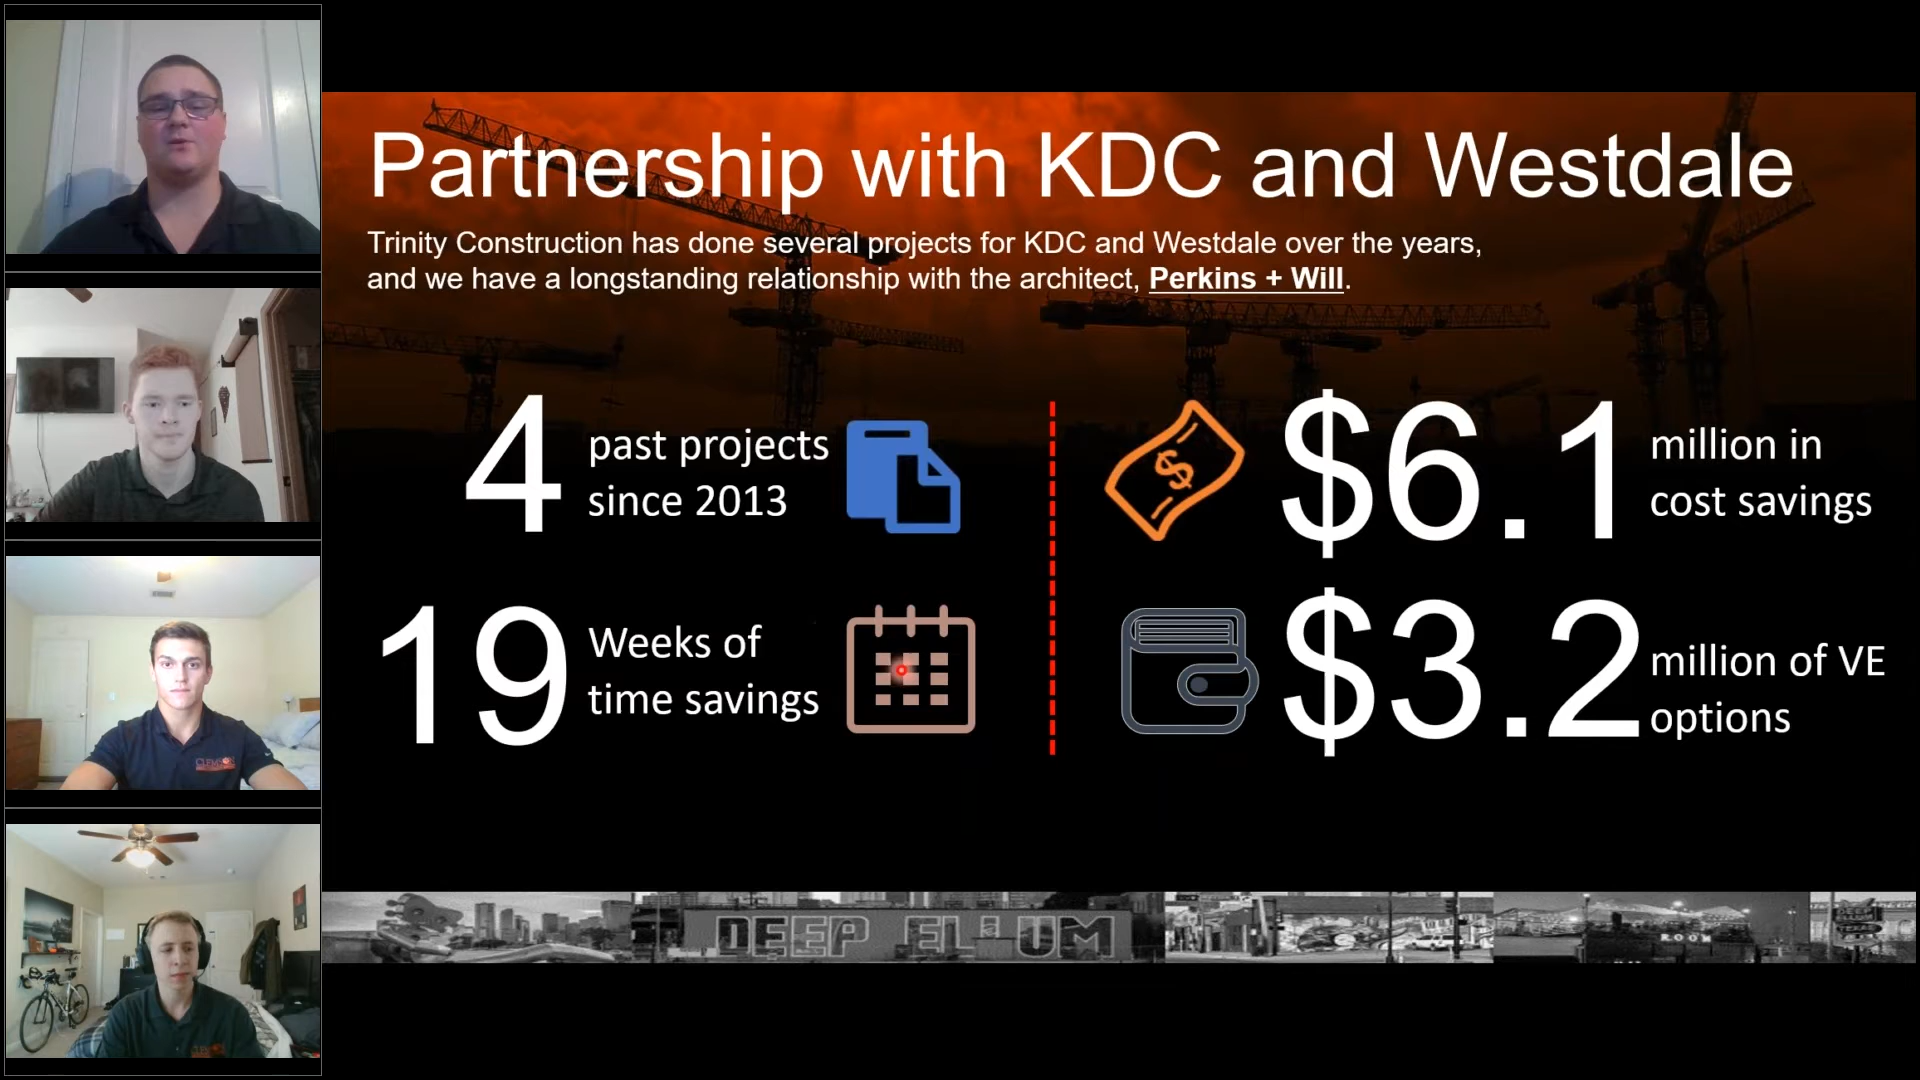 Partnership with KDC and Westdale
Trinity Construction has done several projects for KDC and Westdale over the years,
and we have a longstanding relationship with the architect, Perkins + Will.
4
past projects
since 2013
$
$6.1
million in
cost savings
19
Weeks of
time savings
$3.2
million of VE
options
CLEMSON
DEEP ELLUM
ROOM